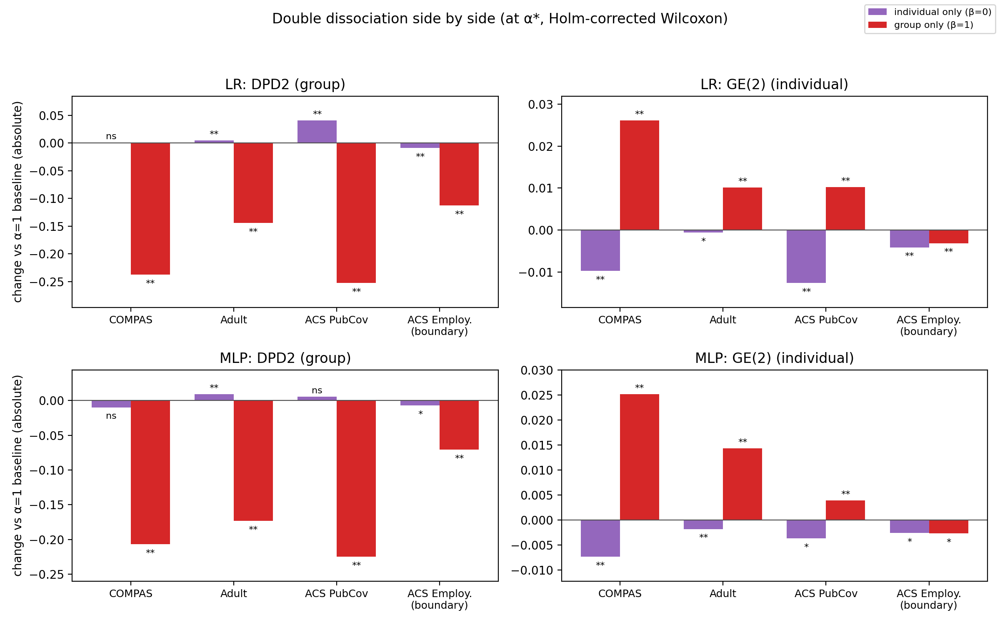 Double dissociation side by side (at α*, Holm-corrected Wilcoxon)
individual only (β=0)
group only (β=1)
LR: DPD2 (group)
change vs α=1 baseline (absolute)
0.05
0.00
−0.05
−0.10
−0.15
−0.20
−0.25
ns
**
**
**
**
**
**
**
COMPAS
Adult
ACS PubCov
ACS Employ.
(boundary)
LR: GE(2) (individual)
0.03
0.02
0.01
0.00
−0.01
**
**
*
**
**
**
**
**
COMPAS
Adult
ACS PubCov
ACS Employ.
(boundary)
MLP: DPD2 (group)
change vs α=1 baseline (absolute)
0.00
−0.05
−0.10
−0.15
−0.20
−0.25
ns
**
**
**
ns
**
*
**
COMPAS
Adult
ACS PubCov
ACS Employ.
(boundary)
MLP: GE(2) (individual)
0.030
0.025
0.020
0.015
0.010
0.005
0.000
−0.005
−0.010
**
**
**
**
*
**
*
*
COMPAS
Adult
ACS PubCov
ACS Employ.
(boundary)